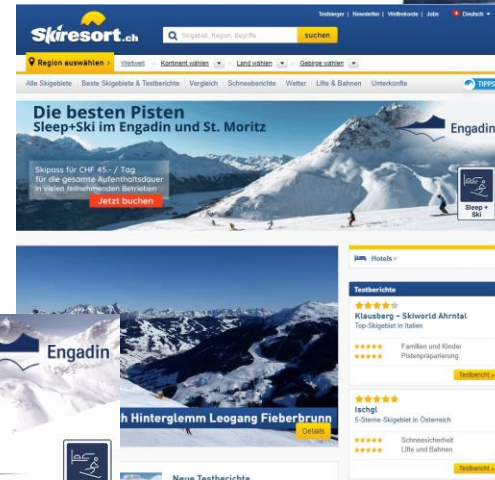 Testsieger | Newsletter | Weltrekorde | Jobs Deutsch
Skiresort.ch
Skigebiet, Region, Begriffe... suchen
Region auswählen › Weltweit Kontinent wählen Land wählen Gebirge wählen
Alle Skigebiete Beste Skigebiete & Testberichte Vergleich Schneeberichte Wetter Lifte & Bahnen Unterkünfte TIPPS
Die besten Pisten
Sleep+Ski im Engadin und St. Moritz
Engadin
Skipass für CHF 45.- / Tag
für die gesamte Aufenthaltsdauer
in vielen teilnehmenden Betrieben
Jetzt buchen
Sleep +
Ski
Hotels ›
Testberichte
Klausberg – Skiworld Ahrntal
Top-Skigebiet in Italien
Familien und Kinder
Pistenpräparierung
Testbericht »
Ischgl
5-Sterne-Skigebiet in Österreich
Schneesicherheit
Lifte und Bahnen
Testbericht »
Engadin
h Hinterglemm Leogang Fieberbrunn
Details
Neue Testberichte